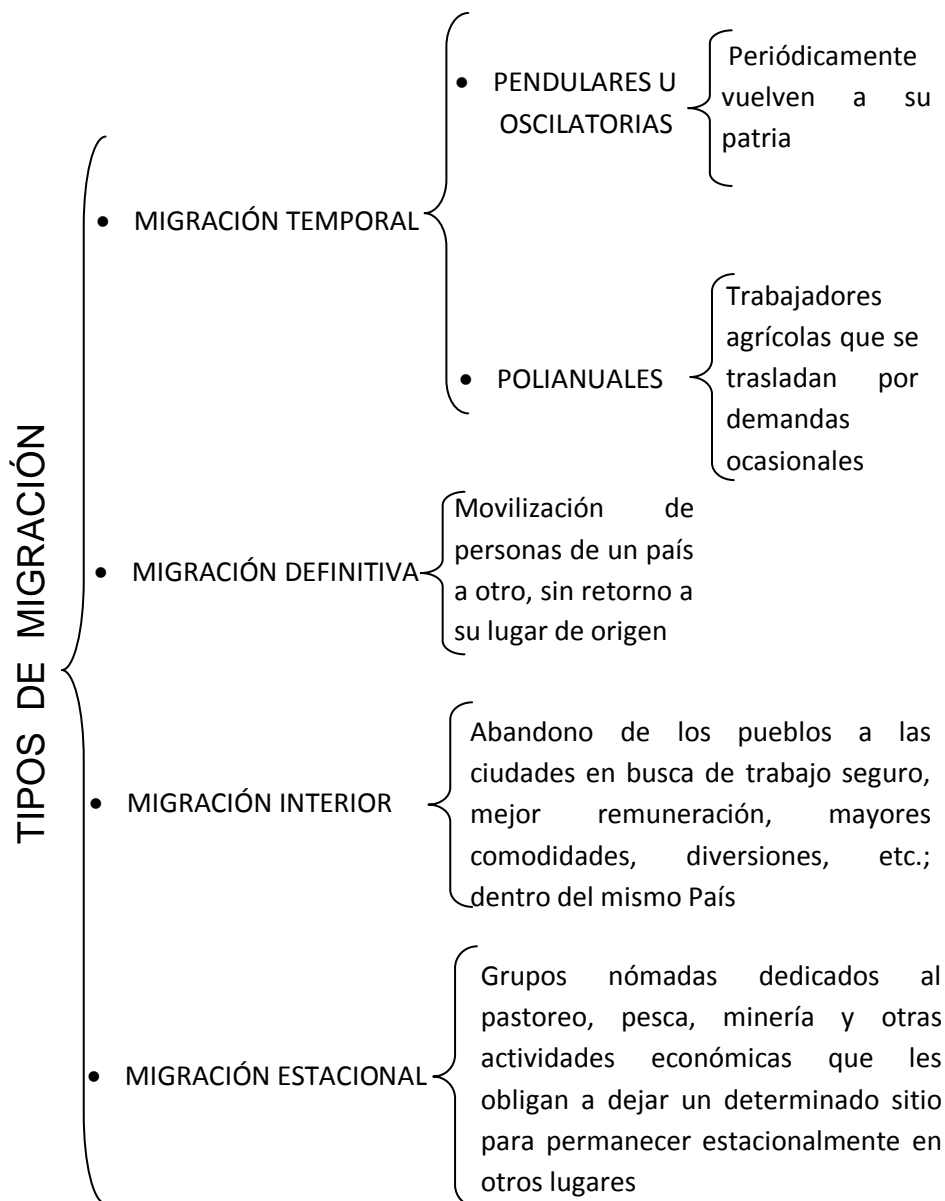 TIPOS DE MIGRACIÓN
• MIGRACIÓN TEMPORAL
• PENDULARES U
OSCILATORIAS
Periódicamente
vuelven a su
patria
• POLIANUALES
Trabajadores
agrícolas que se
trasladan por
demandas
ocasionales
• MIGRACIÓN DEFINITIVA
Movilización de
personas de un país
a otro, sin retorno a
su lugar de origen
• MIGRACIÓN INTERIOR
Abandono de los pueblos a las
ciudades en busca de trabajo seguro,
mejor remuneración, mayores
comodidades, diversiones, etc.;
dentro del mismo País
• MIGRACIÓN ESTACIONAL
Grupos nómadas dedicados al
pastoreo, pesca, minería y otras
actividades económicas que les
obligan a dejar un determinado sitio
para permanecer estacionalmente en
otros lugares